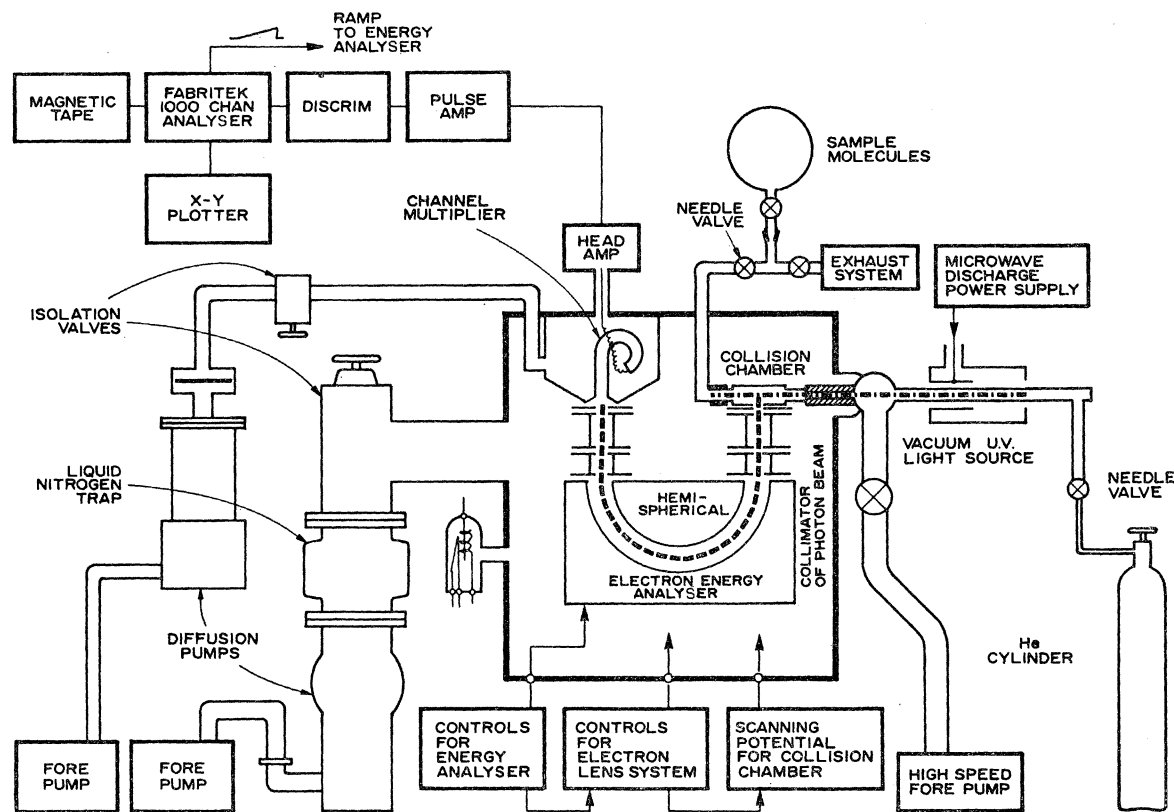 RAMP
TO ENERGY
ANALYSER
MAGNETIC
TAPE
FABRITEK
1000 CHAN
ANALYSER
DISCRIM
PULSE
AMP
X-Y
PLOTTER
CHANNEL
MULTIPLIER
HEAD
AMP
SAMPLE
MOLECULES
NEEDLE
VALVE
EXHAUST
SYSTEM
MICROWAVE
DISCHARGE
POWER SUPPLY
ISOLATION
VALVES
COLLISION
CHAMBER
VACUUM U.V.
LIGHT SOURCE
LIQUID
NITROGEN
TRAP
HEMI-
SPHERICAL
ELECTRON ENERGY
ANALYSER
COLLIMATOR
OF PHOTON BEAM
NEEDLE
VALVE
DIFFUSION
PUMPS
He
CYLINDER
FORE
PUMP
FORE
PUMP
CONTROLS
FOR
ENERGY
ANALYSER
CONTROLS
FOR
ELECTRON
LENS SYSTEM
SCANNING
POTENTIAL
FOR COLLISION
CHAMBER
HIGH SPEED
FORE PUMP